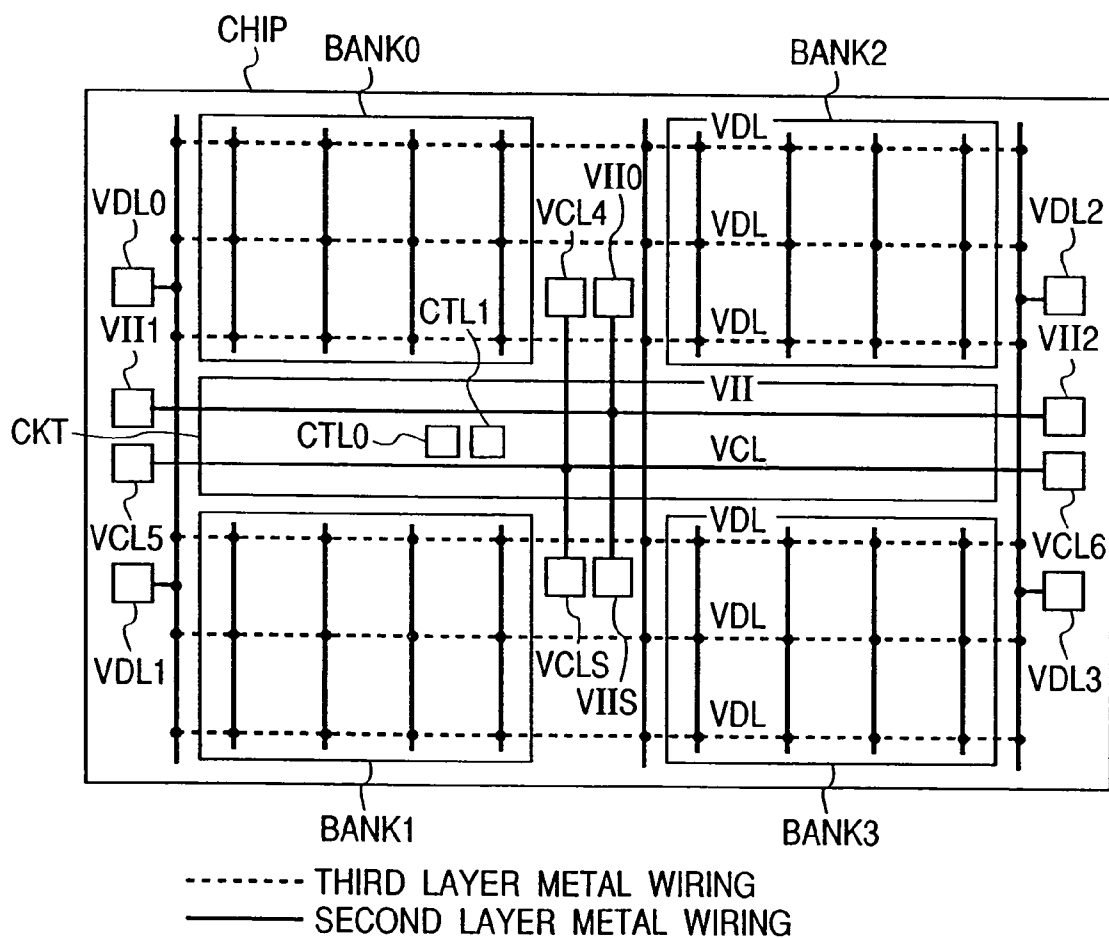 CHIP
BANK0
BANK2
VDL
VII0
VDL0
VCL4
VDL
VDL2
CTL1
VDL
VII1
VII2
VII
CKT
CTL0
VCL
VDL
VCL5
VCL6
VDL
VDL1
VCLS
VDL3
VIIS
VDL
BANK1
BANK3
THIRD LAYER METAL WIRING
SECOND LAYER METAL WIRING